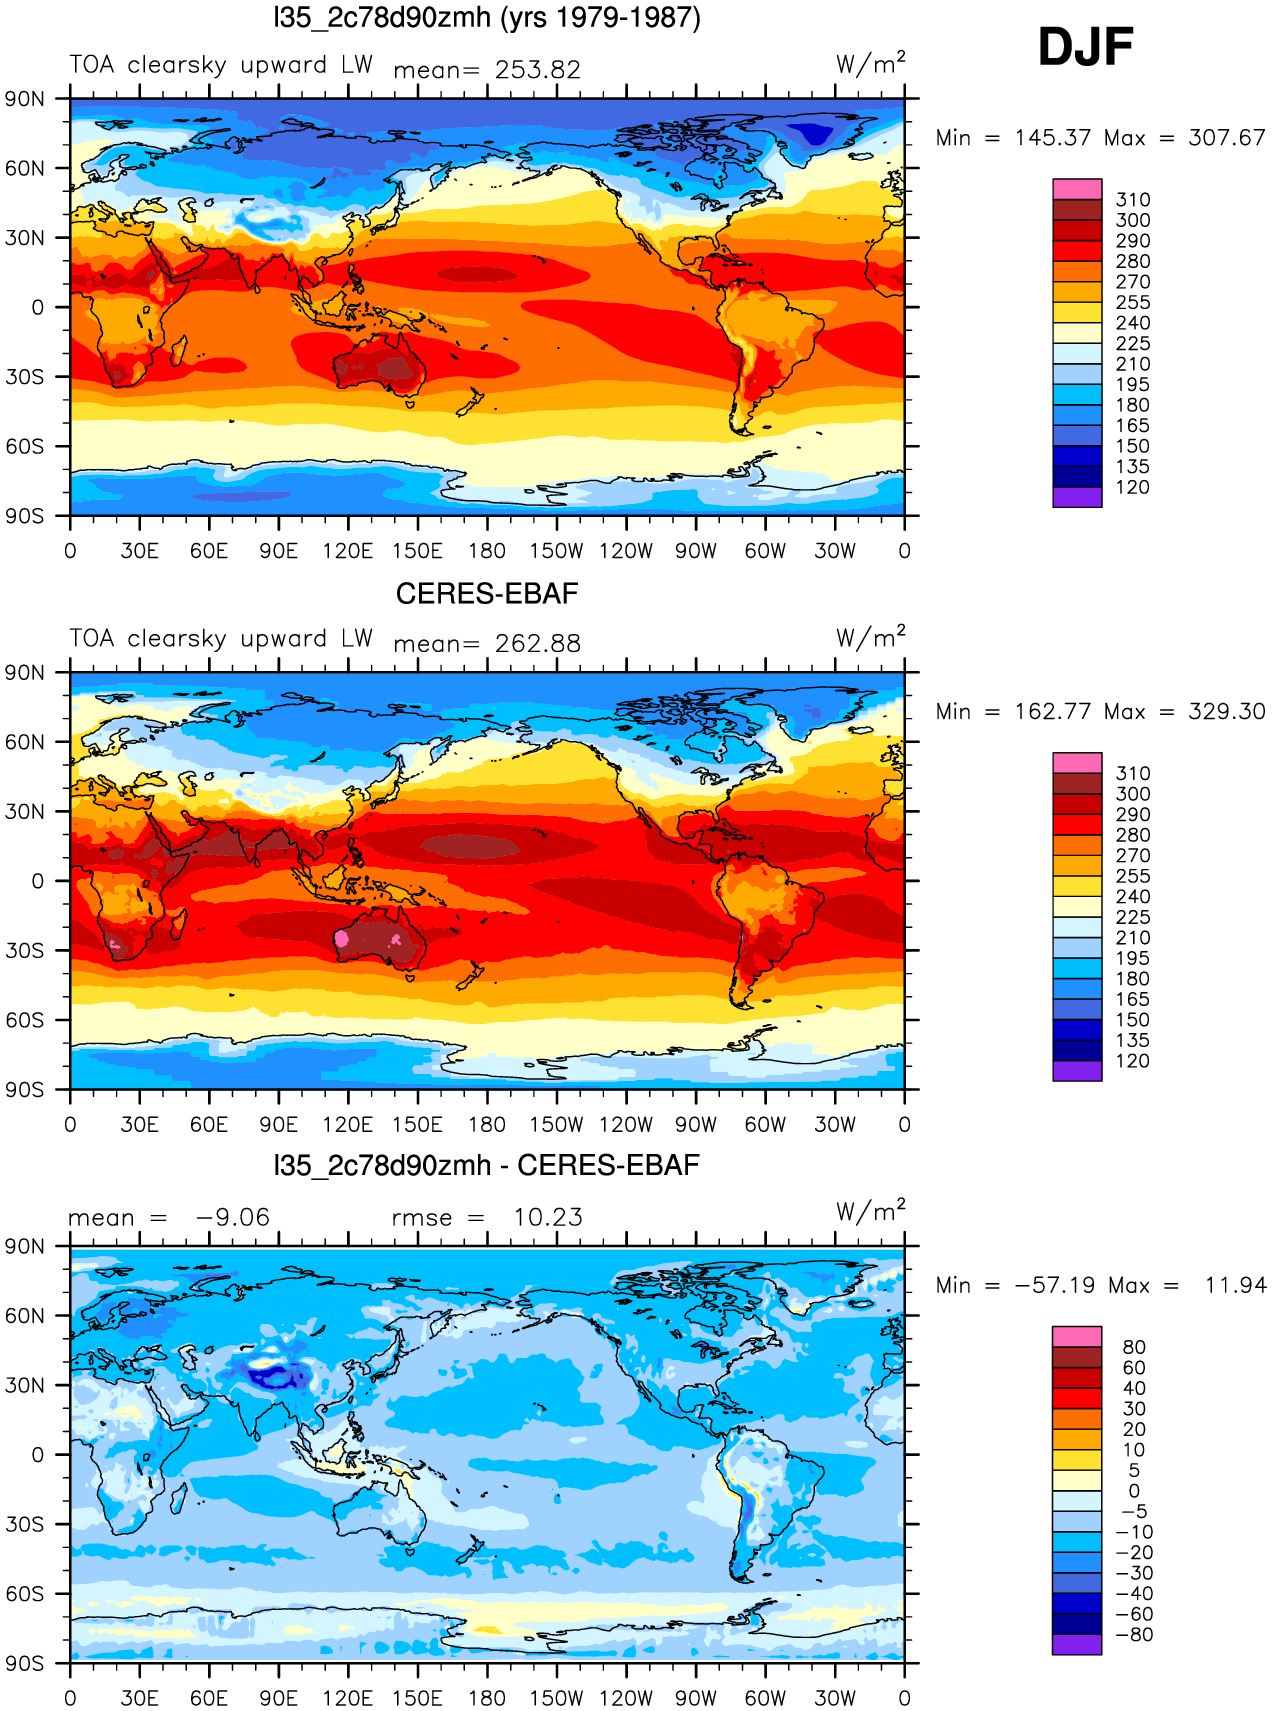 l35_2c78d90zmh (yrs 1979-1987)
DJF
TOA clearsky upward LW mean= 253.82 W/m²
Min = 145.37 Max = 307.67
90N
60N
30N
0
30S
60S
90S
0 30E 60E 90E 120E 150E 180 150W 120W 90W 60W 30W 0
310
300
290
280
270
255
240
225
210
195
180
165
150
135
120
CERES-EBAF
TOA clearsky upward LW mean= 262.88 W/m²
Min = 162.77 Max = 329.30
90N
60N
30N
0
30S
60S
90S
0 30E 60E 90E 120E 150E 180 150W 120W 90W 60W 30W 0
310
300
290
280
270
255
240
225
210
195
180
165
150
135
120
l35_2c78d90zmh - CERES-EBAF
mean = −9.06 rmse = 10.23 W/m²
Min = −57.19 Max = 11.94
90N
60N
30N
0
30S
60S
90S
0 30E 60E 90E 120E 150E 180 150W 120W 90W 60W 30W 0
80
60
40
30
20
10
5
0
−5
−10
−20
−30
−40
−60
−80